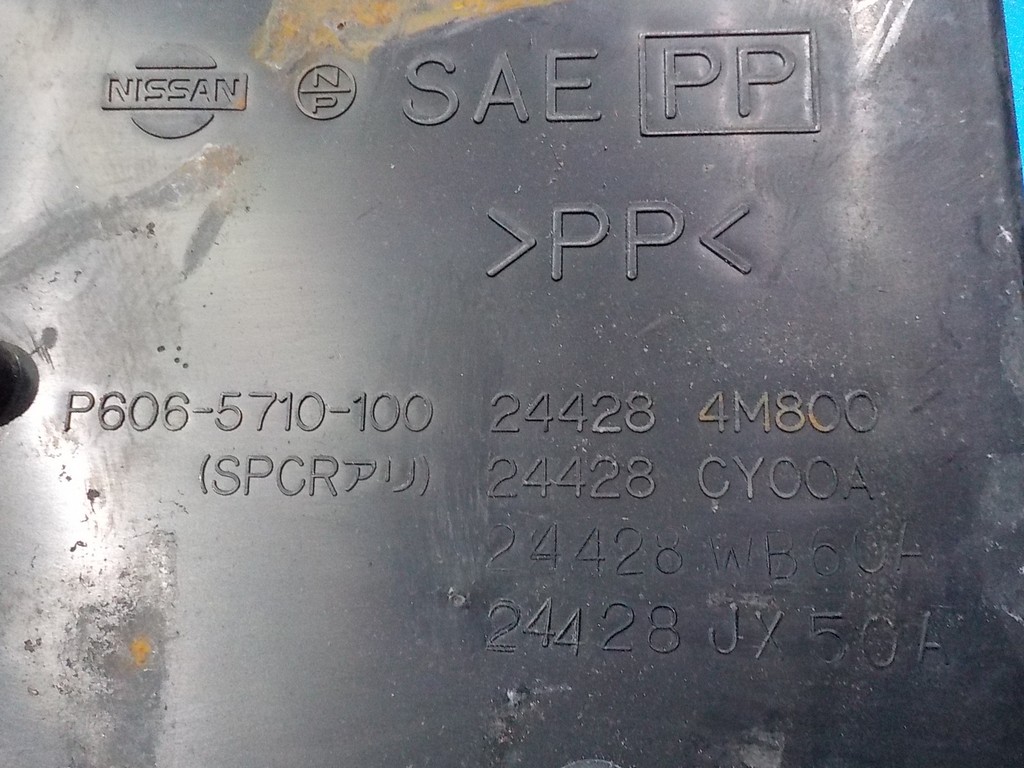 NISSAN NP SAE PP
>PP<
P606-5710-100 24428 4M800
(SPCRアリ) 24428 CY00A
24428 WB60A
24428 JX50A